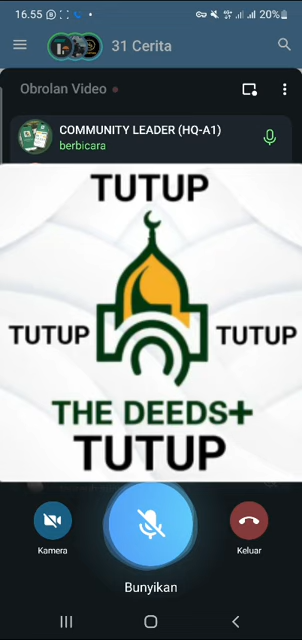 16.55
20%
31 Cerita
Obrolan Video
COMMUNITY LEADER (HQ-A1)
berbicara
TUTUP
TUTUP TUTUP
THE DEEDS+
TUTUP
Kamera
Keluar
Bunyikan